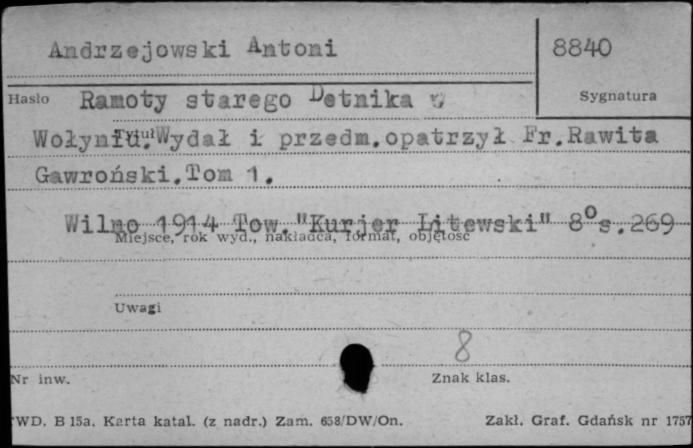 Andrzejowski Antoni
8840
Hasło
Sygnatura
Ramoty starego Detnika o
Tytuł
Wołyniu. Wydał i przedm.opatrzył Fr.Rawita
Gawroński.Tom 1.
Wilno 1914 Tow."Kurjer Litewski" 8° s.269
Miejsce, rok wyd., nakładca, format, objętość
Uwagi
8
Nr inw.
Znak klas.
WD. B 15a. Karta katal. (z nadr.) Zam. 658/DW/On.
Zakł. Graf. Gdańsk nr 1757